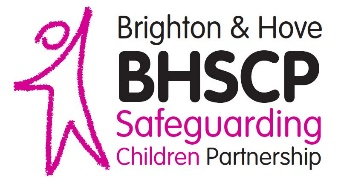 Brighton & Hove
BHSCP
Safeguarding
Children Partnership